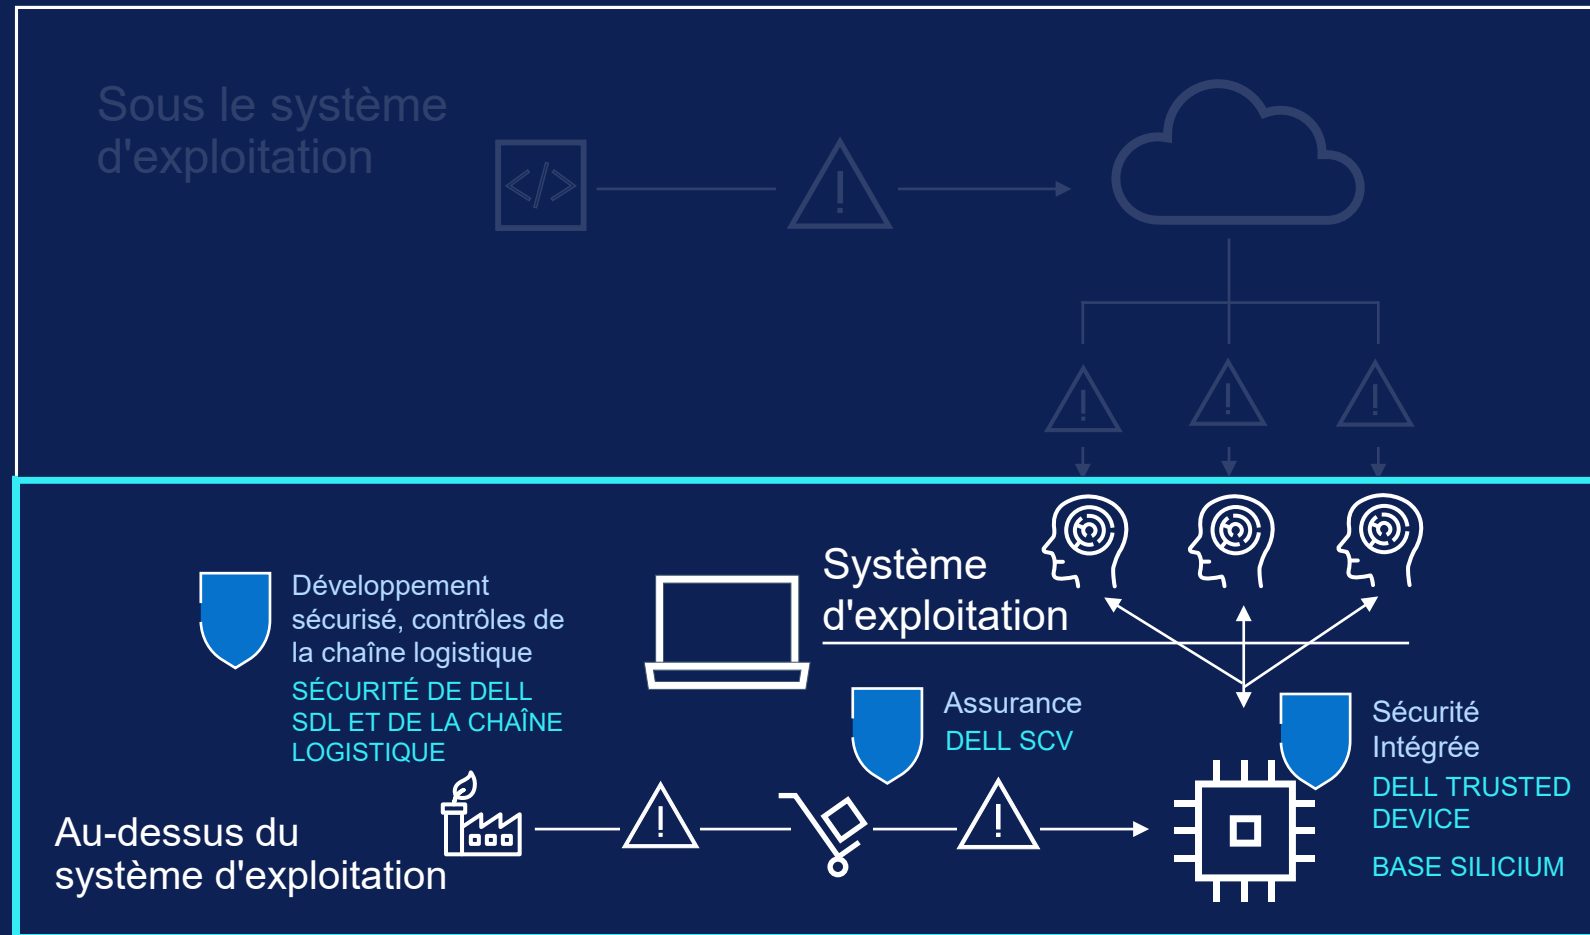 Sous le système
d'exploitation
</>
Système
d'exploitation
Développement
sécurisé, contrôles de
la chaîne logistique
SÉCURITÉ DE DELL
SDL ET DE LA CHAÎNE
LOGISTIQUE
Assurance
DELL SCV
Sécurité
Intégrée
DELL TRUSTED
DEVICE
BASE SILICIUM
Au-dessus du
système d'exploitation